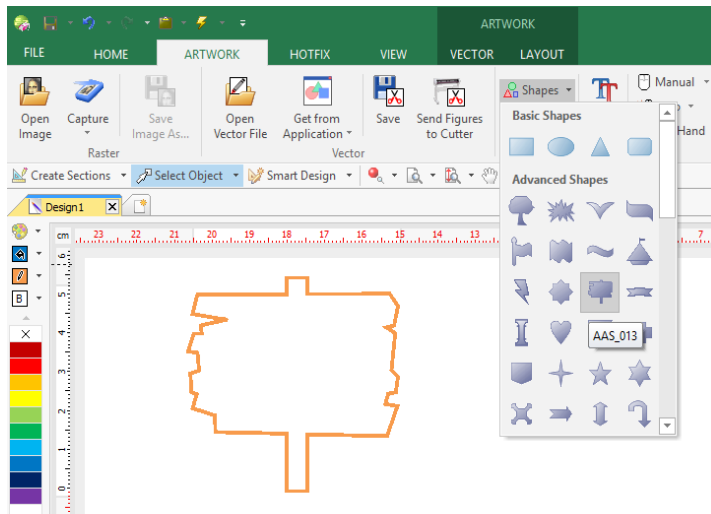 ARTWORK
FILE HOME ARTWORK HOTFIX VIEW VECTOR LAYOUT
Open Image
Capture
Save Image As...
Open Vector File
Get from Application
Save
Send Figures to Cutter
Shapes
Manual
Hand
Raster
Vector
Basic Shapes
Advanced Shapes
AAS_013
Create Sections Select Object Smart Design
Design1
cm 23 22 21 20 19 18 17 16 15 14 13 7
B
6
5
4
3
2
1
0